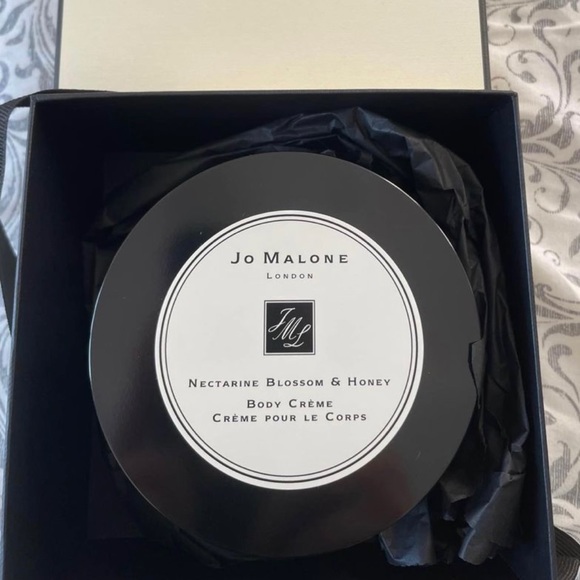 Jo Malone
London
JML
Nectarine Blossom & Honey
Body Crème
Crème pour le Corps